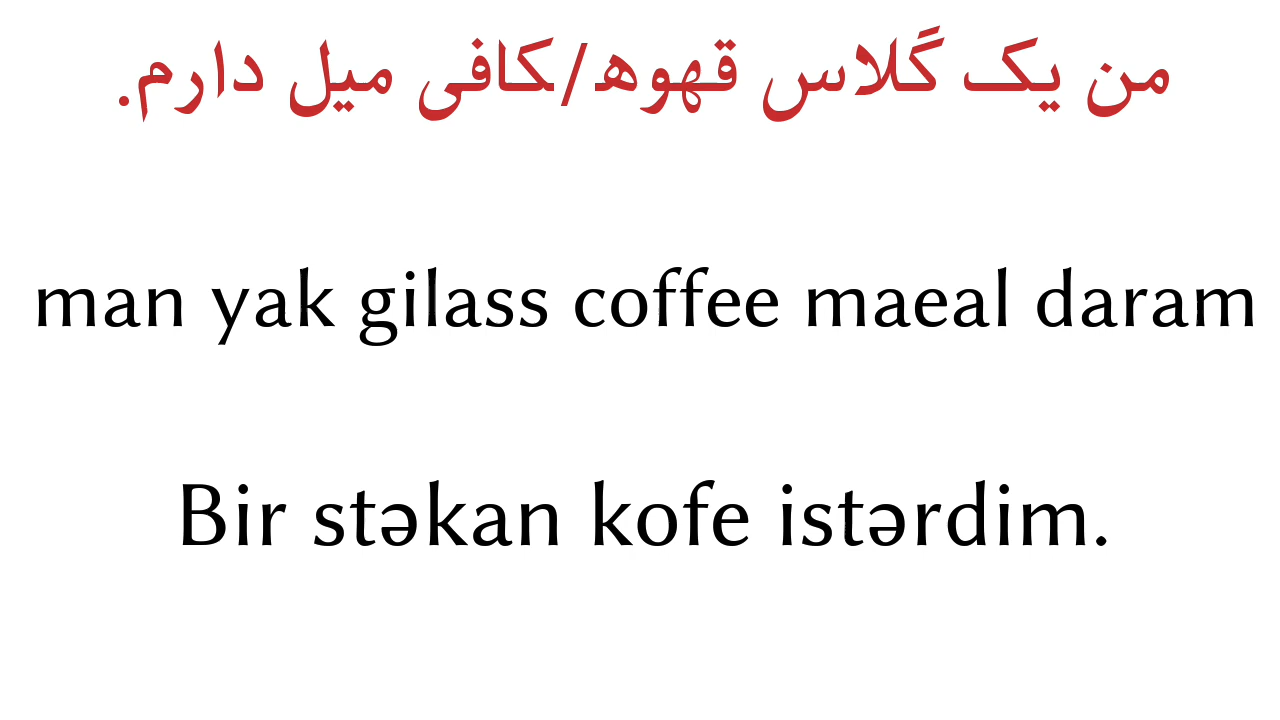 من یک گلاس قهوه/کافی میل دارم.
man yak gilass coffee maeal daram
Bir stəkan kofe istərdim.